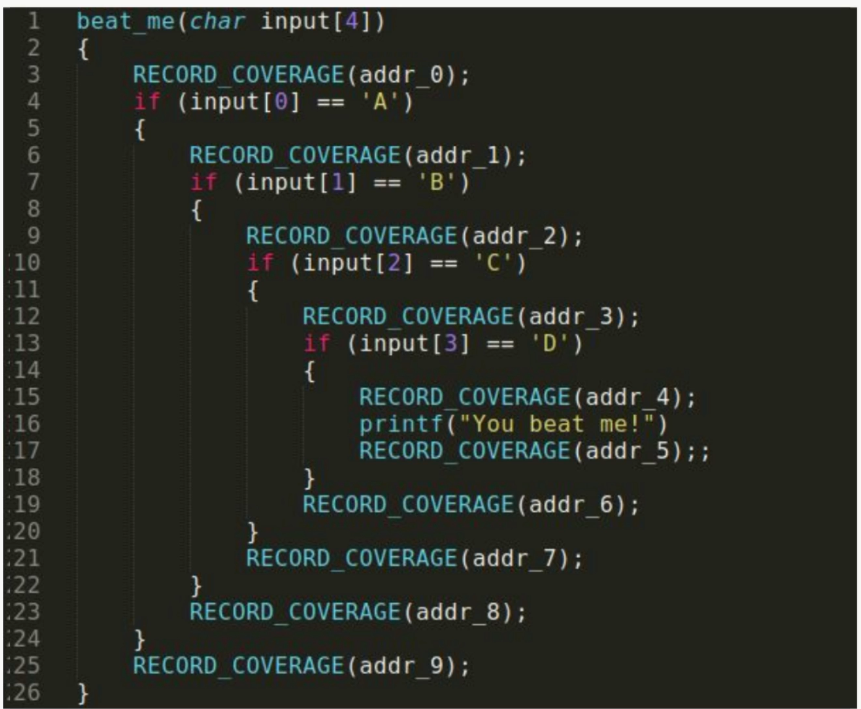 1 beat_me(char input[4])
2 {
3 RECORD_COVERAGE(addr_0);
4 if (input[0] == 'A')
5 {
6 RECORD_COVERAGE(addr_1);
7 if (input[1] == 'B')
8 {
9 RECORD_COVERAGE(addr_2);
10 if (input[2] == 'C')
11 {
12 RECORD_COVERAGE(addr_3);
13 if (input[3] == 'D')
14 {
15 RECORD_COVERAGE(addr_4);
16 printf("You beat me!")
17 RECORD_COVERAGE(addr_5);;
18 }
19 RECORD_COVERAGE(addr_6);
20 }
21 RECORD_COVERAGE(addr_7);
22 }
23 RECORD_COVERAGE(addr_8);
24 }
25 RECORD_COVERAGE(addr_9);
26 }